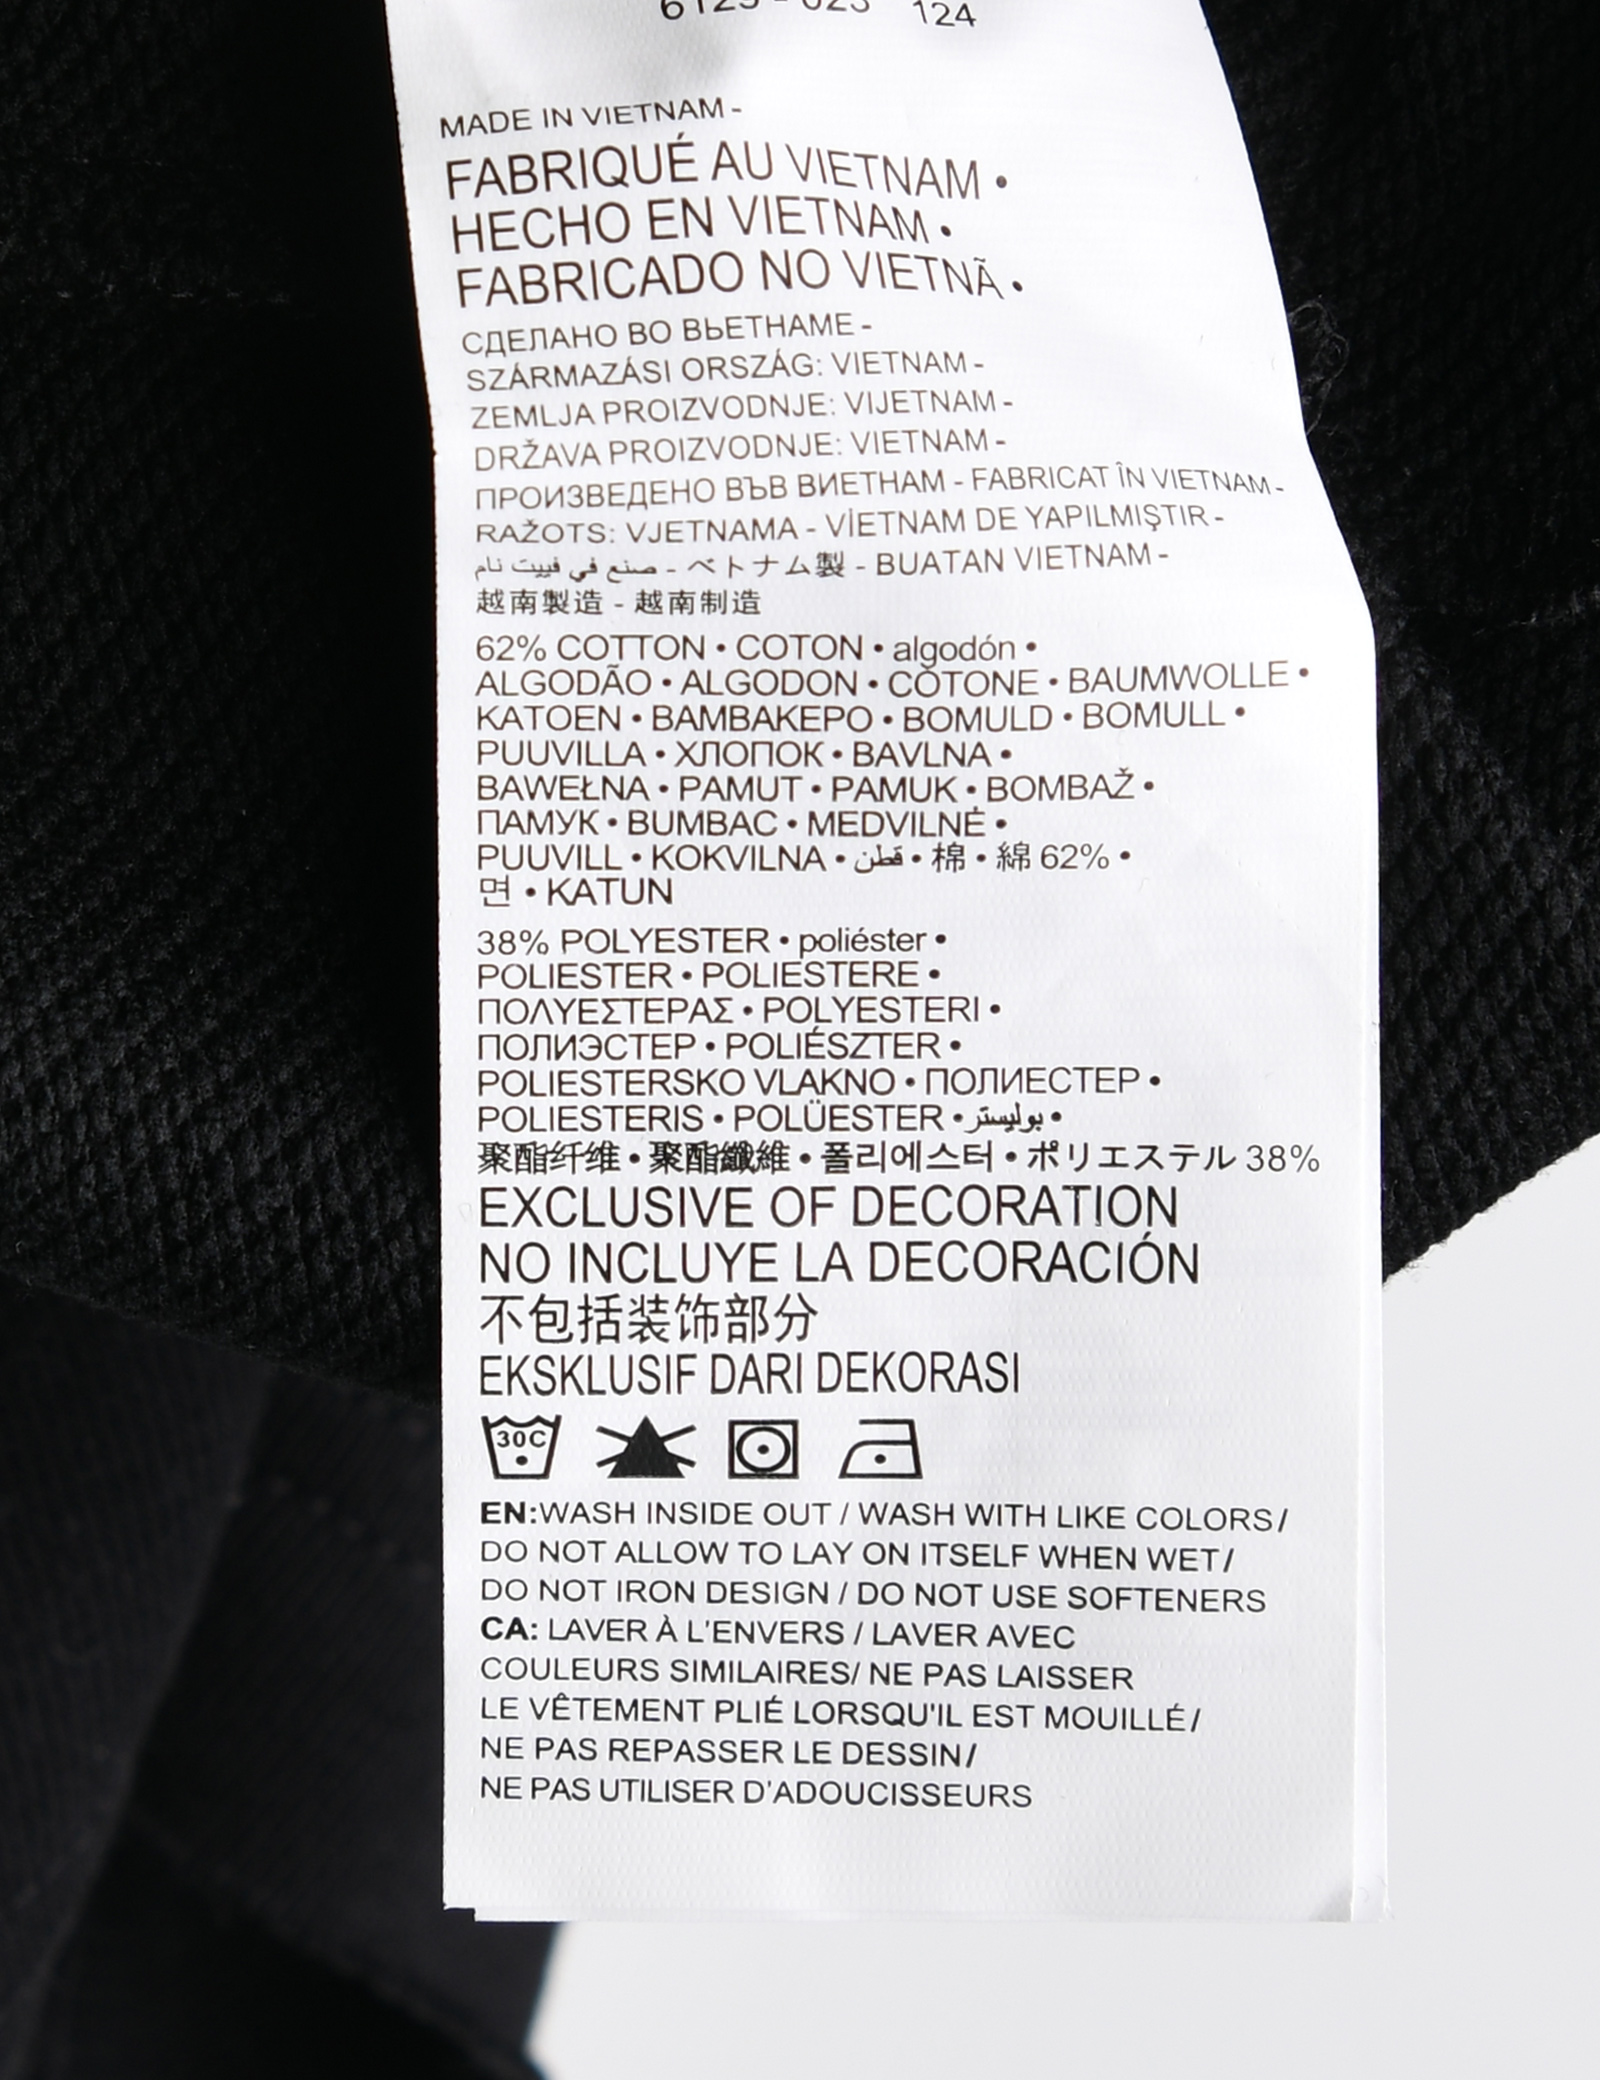 124
MADE IN VIETNAM -
FABRIQUÉ AU VIETNAM •
HECHO EN VIETNAM •
FABRICADO NO VIETNÃ •
СДЕЛАНО ВО ВЬЕТНАМЕ -
SZÁRMAZÁSI ORSZÁG: VIETNAM -
ZEMLJA PROIZVODNJE: VIJETNAM -
DRŽAVA PROIZVODNJE: VIETNAM -
ПРОИЗВЕДЕНО ВЪВ ВИЕТНАМ - FABRICAT ÎN VIETNAM -
RAŽOTS: VJETNAMA - VİETNAM DE YAPILMIŞTIR -
صنع في فييت نام - ベトナム製 - BUATAN VIETNAM -
越南製造 - 越南制造
62% COTTON • COTON • algodón •
ALGODÃO • ALGODON • COTONE • BAUMWOLLE •
KATOEN • ΒΑΜΒΑΚΕΡΟ • BOMULD • BOMULL •
PUUVILLA • ХЛОПОК • BAVLNA •
BAWEŁNA • PAMUT • PAMUK • BOMBAŽ •
ПАМУК • BUMBAC • MEDVILNĖ •
PUUVILL • KOKVILNA • قطن • 棉 • 綿 62% •
면 • KATUN
38% POLYESTER • poliéster •
POLIESTER • POLIESTERE •
ΠΟΛΥΕΣΤΕΡΑΣ • POLYESTERI •
ПОЛИЭСТЕР • POLIÉSZTER •
POLIESTERSKO VLAKNO • ПОЛИЕСТЕР •
POLIESTERIS • POLÜESTER • بوليستر •
聚酯纤维 • 聚酯纖維 • 폴리에스터 • ポリエステル 38%
EXCLUSIVE OF DECORATION
NO INCLUYE LA DECORACIÓN
不包括装饰部分
EKSKLUSIF DARI DEKORASI
30C
EN:WASH INSIDE OUT / WASH WITH LIKE COLORS/
DO NOT ALLOW TO LAY ON ITSELF WHEN WET/
DO NOT IRON DESIGN / DO NOT USE SOFTENERS
CA: LAVER À L'ENVERS / LAVER AVEC
COULEURS SIMILAIRES/ NE PAS LAISSER
LE VÊTEMENT PLIÉ LORSQU'IL EST MOUILLÉ/
NE PAS REPASSER LE DESSIN/
NE PAS UTILISER D'ADOUCISSEURS